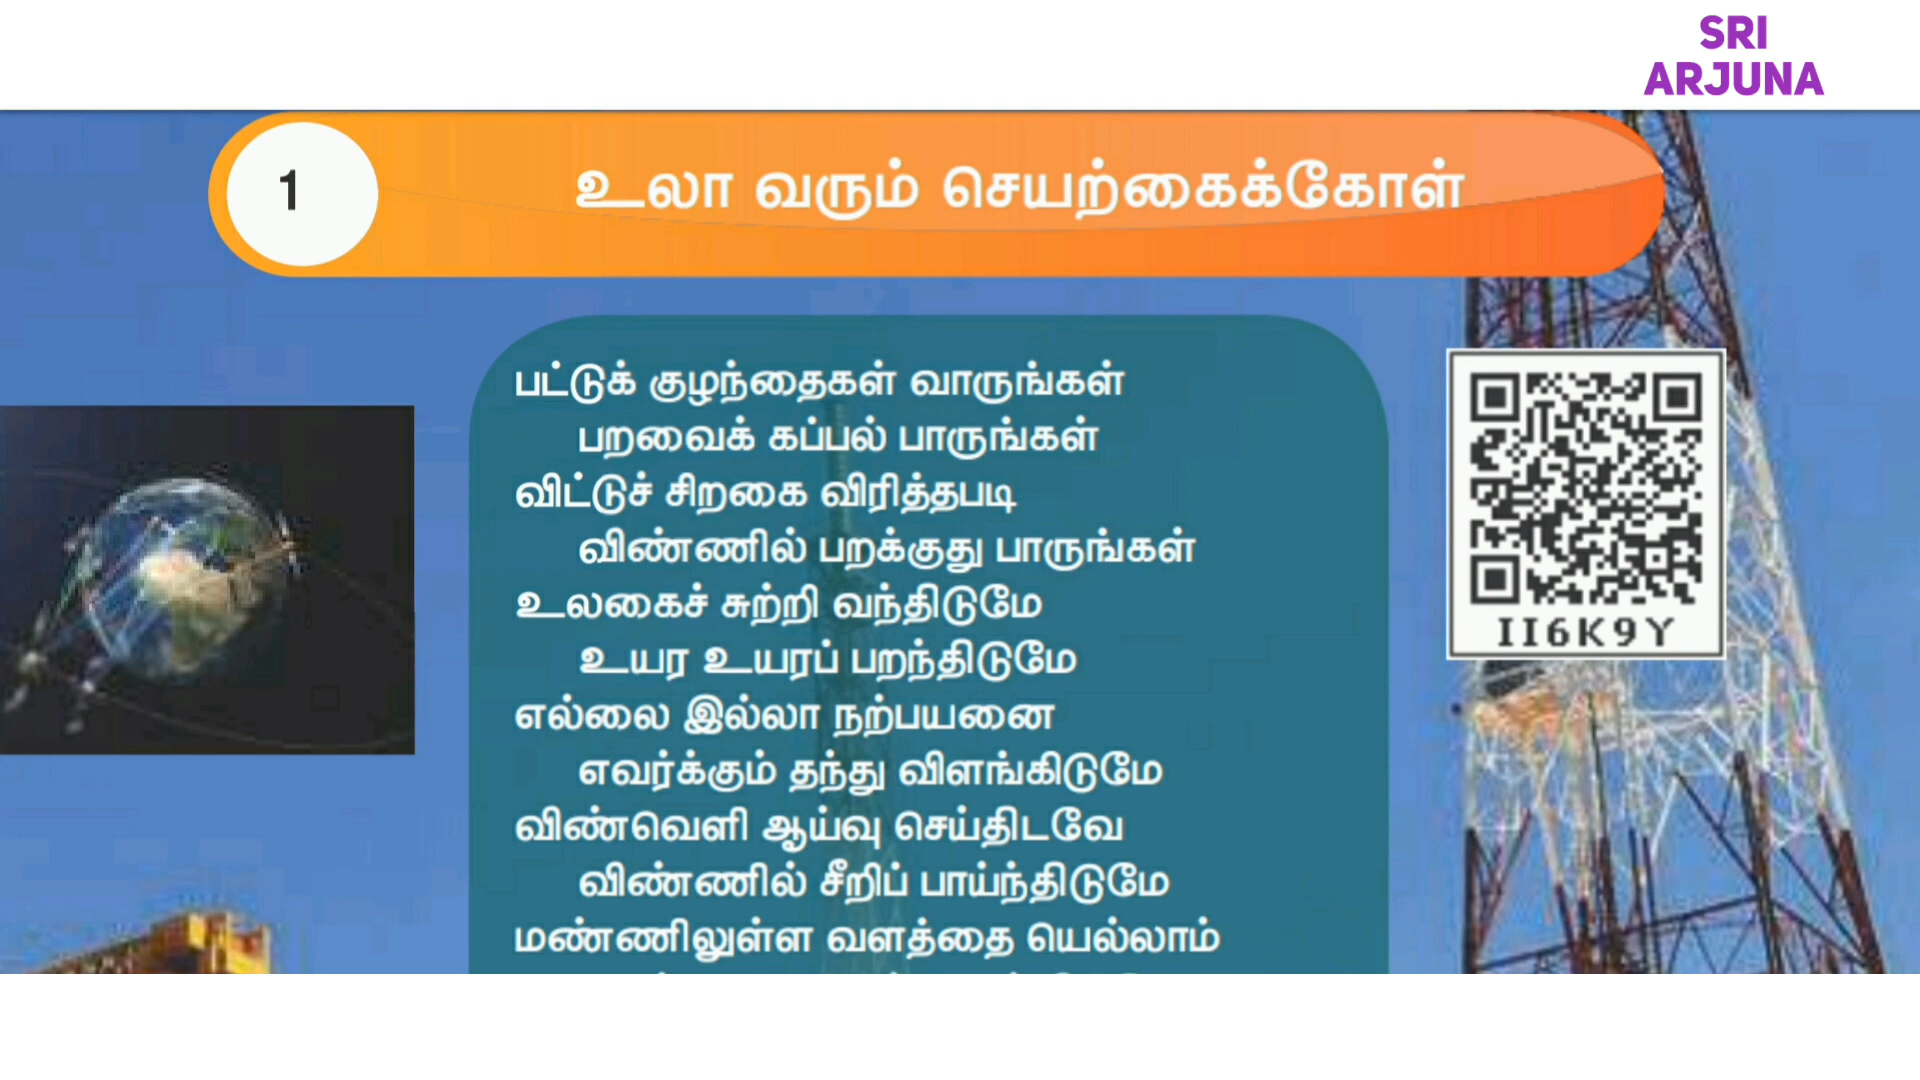 SRI
ARJUNA
1
உலா வரும் செயற்கைக்கோள்
பட்டுக் குழந்தைகள் வாருங்கள்
பறவைக் கப்பல் பாருங்கள்
விட்டுச் சிறகை விரித்தபடி
விண்ணில் பறக்குது பாருங்கள்
உலகைச் சுற்றி வந்திடுமே
உயர உயரப் பறந்திடுமே
எல்லை இல்லா நற்பயனை
எவர்க்கும் தந்து விளங்கிடுமே
விண்வெளி ஆய்வு செய்திடவே
விண்ணில் சீறிப் பாய்ந்திடுமே
மண்ணிலுள்ள வளத்தை யெல்லாம்
II6K9Y